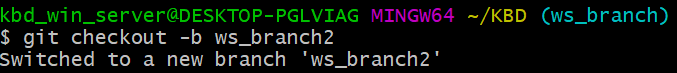 kbd_win_server@DESKTOP-PGLVIAG MINGW64 ~/KBD (ws_branch)
$ git checkout -b ws_branch2
Switched to a new branch 'ws_branch2'